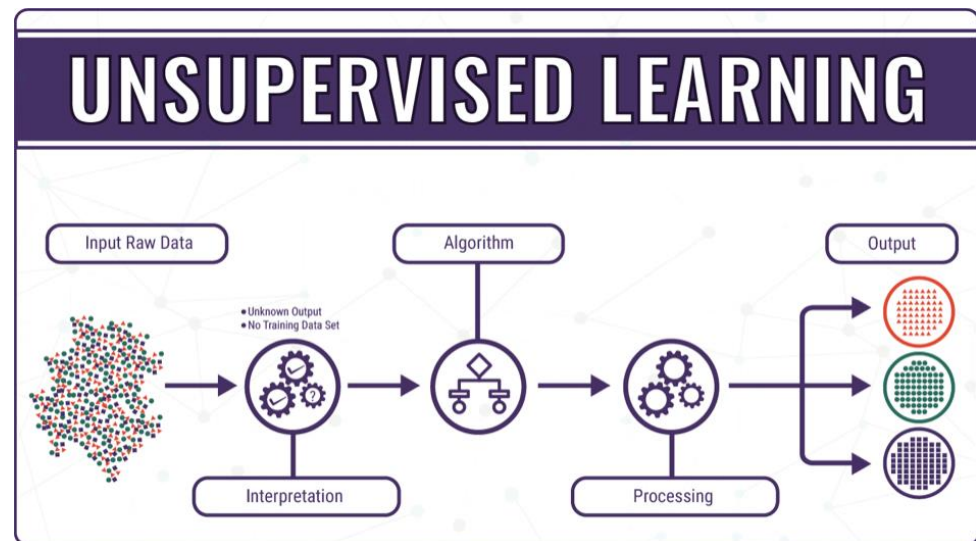 UNSUPERVISED LEARNING
Input Raw Data
Algorithm
Output
• Unknown Output
• No Training Data Set
?
Interpretation
Processing